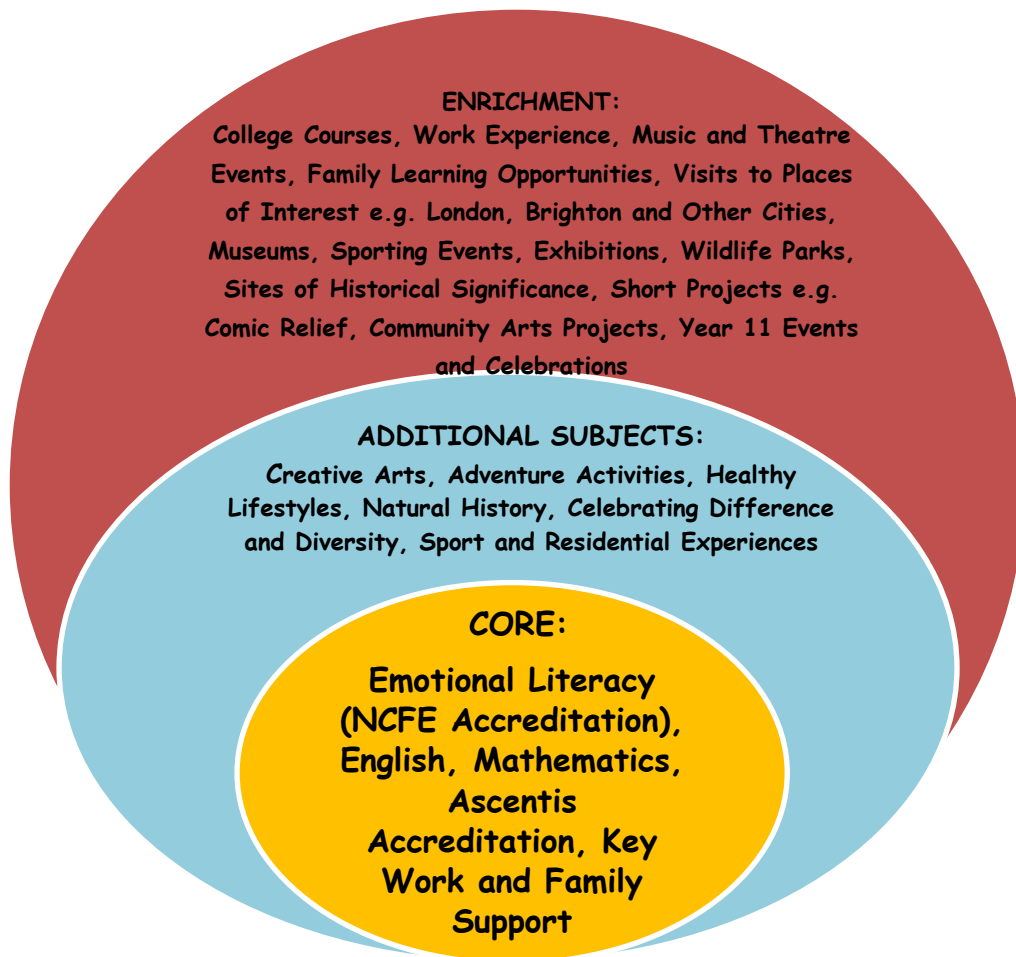 ENRICHMENT:
College Courses, Work Experience, Music and Theatre
Events, Family Learning Opportunities, Visits to Places
of Interest e.g. London, Brighton and Other Cities,
Museums, Sporting Events, Exhibitions, Wildlife Parks,
Sites of Historical Significance, Short Projects e.g.
Comic Relief, Community Arts Projects, Year 11 Events
and Celebrations
ADDITIONAL SUBJECTS:
Creative Arts, Adventure Activities, Healthy
Lifestyles, Natural History, Celebrating Difference
and Diversity, Sport and Residential Experiences
CORE:
Emotional Literacy
(NCFE Accreditation),
English, Mathematics,
Ascentis
Accreditation, Key
Work and Family
Support